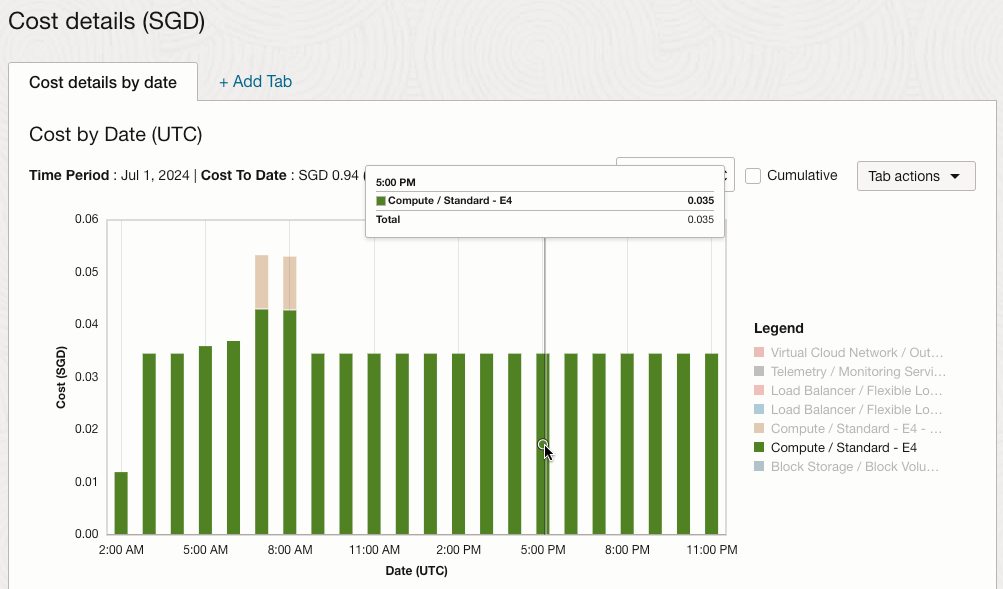 Cost details (SGD)
Cost details by date
+ Add Tab
Cost by Date (UTC)
Time Period : Jul 1, 2024 | Cost To Date : SGD 0.94 (
Cumulative
Tab actions
5:00 PM
Compute / Standard - E4 0.035
Total 0.035
0.06
0.05
0.04
0.03
0.02
0.01
0.00
Cost (SGD)
2:00 AM 5:00 AM 8:00 AM 11:00 AM 2:00 PM 5:00 PM 8:00 PM 11:00 PM
Date (UTC)
Legend
Virtual Cloud Network / Out...
Telemetry / Monitoring Servi...
Load Balancer / Flexible Lo...
Load Balancer / Flexible Lo...
Compute / Standard - E4 - ...
Compute / Standard - E4
Block Storage / Block Volu...